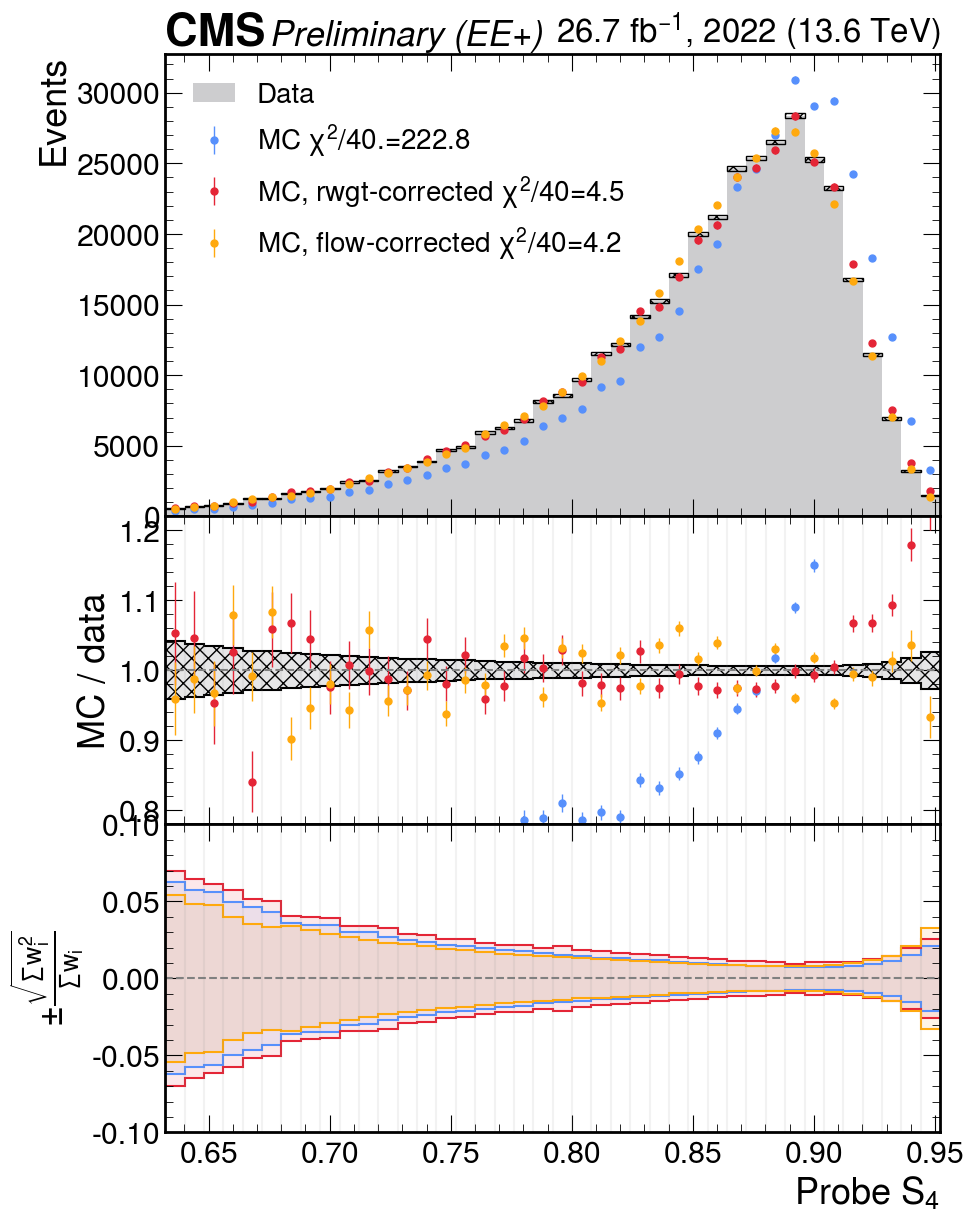 CMS Preliminary (EE+) 26.7 fb⁻¹, 2022 (13.6 TeV)
Events
30000
25000
20000
15000
10000
5000
0
Data
MC χ²/40.=222.8
MC, rwgt-corrected χ²/40=4.5
MC, flow-corrected χ²/40=4.2
MC / data
1.2
1.1
1.0
0.9
0.8
± √Σwᵢ² / Σwᵢ
0.10
0.05
0.00
-0.05
-0.10
0.65 0.70 0.75 0.80 0.85 0.90 0.95
Probe S₄